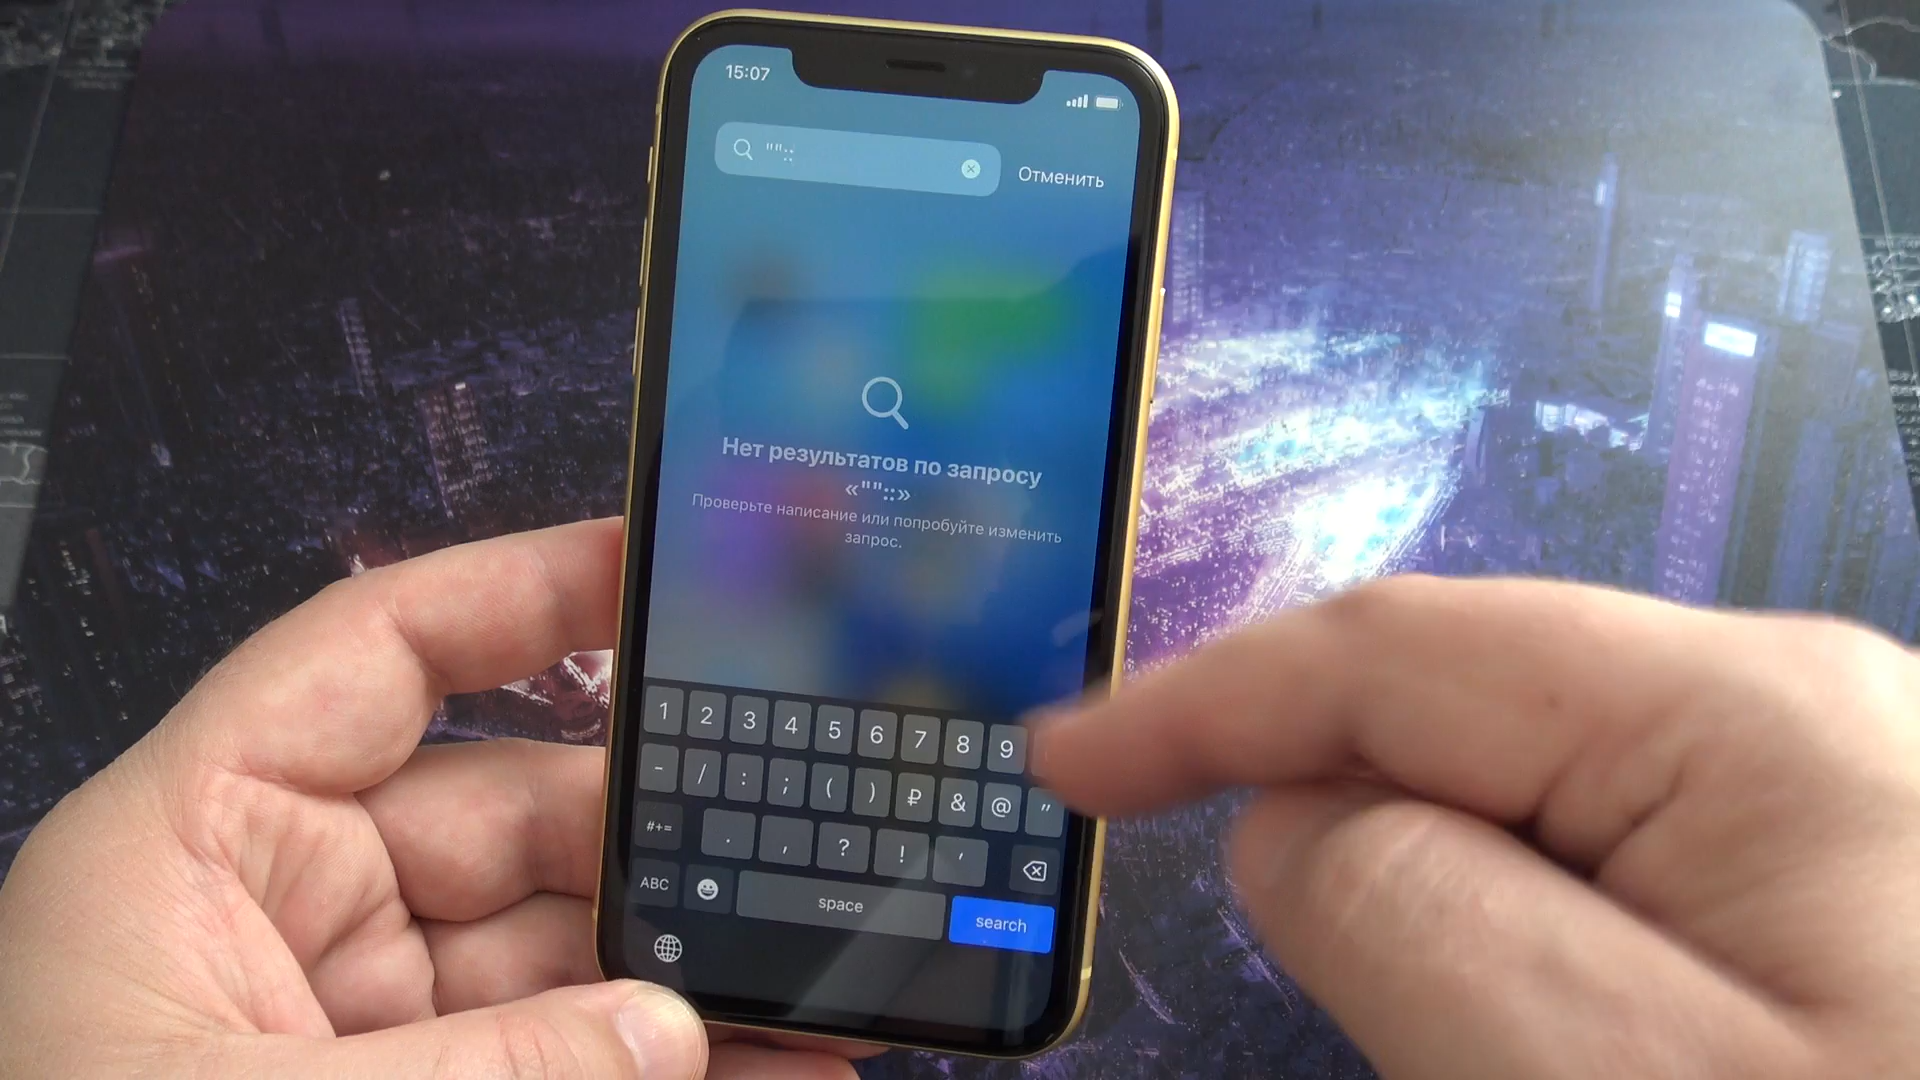 15:07
"":: 
Отменить
Нет результатов по запросу
«""::»
Проверьте написание или попробуйте изменить
запрос.
1 2 3 4 5 6 7 8 9
- / : ; ( ) ₽ & @ "
#+= . , ? ! '
ABC space search